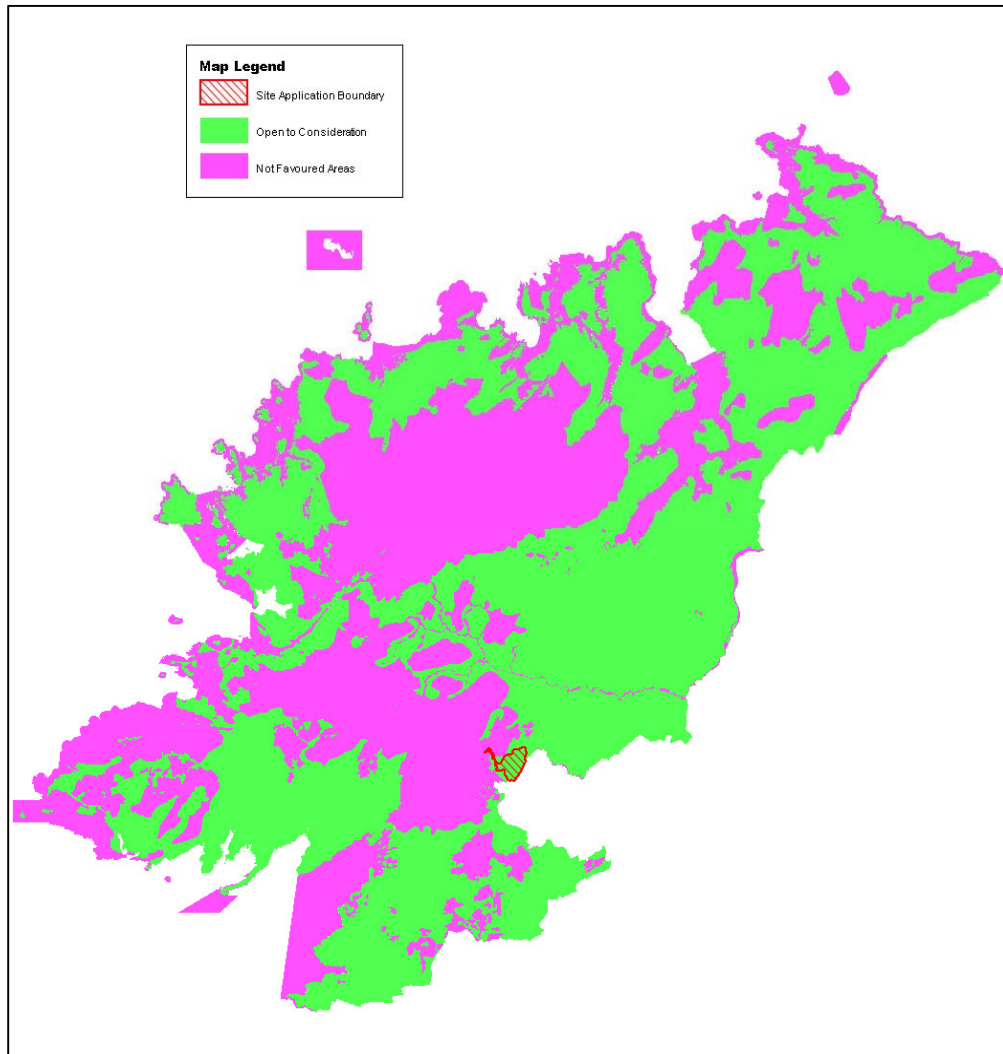 Map Legend
Site Application Boundary
Open to Consideration
Not Favoured Areas